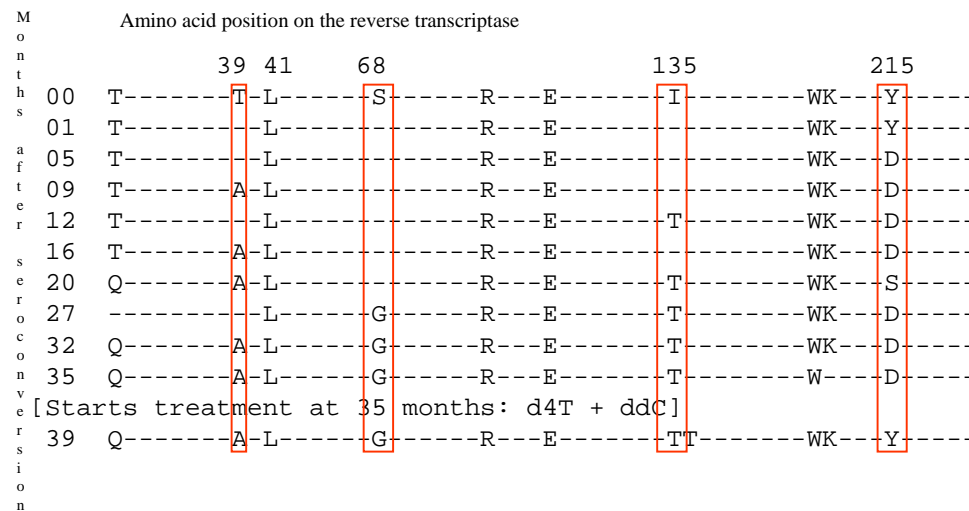 Months after seroconversion
Amino acid position on the reverse transcriptase
39 41 68 135 215
00 T-------T-L------S------R---E-------I--------WK---Y-----
01 T---------L-------------R---E----------------WK---Y-----
05 T---------L-------------R---E----------------WK---D-----
09 T-------A-L-------------R---E----------------WK---D-----
12 T---------L-------------R---E-------T--------WK---D-----
16 T-------A-L-------------R---E----------------WK---D-----
20 Q-------A-L-------------R---E-------T--------WK---S-----
27 ----------L------G------R---E-------T--------WK---D-----
32 Q-------A-L------G------R---E-------T--------WK---D-----
35 Q-------A-L------G------R---E-------T--------W----D-----
[Starts treatment at 35 months: d4T + ddC]
39 Q-------A-L------G------R---E-------TT-------WK---Y-----